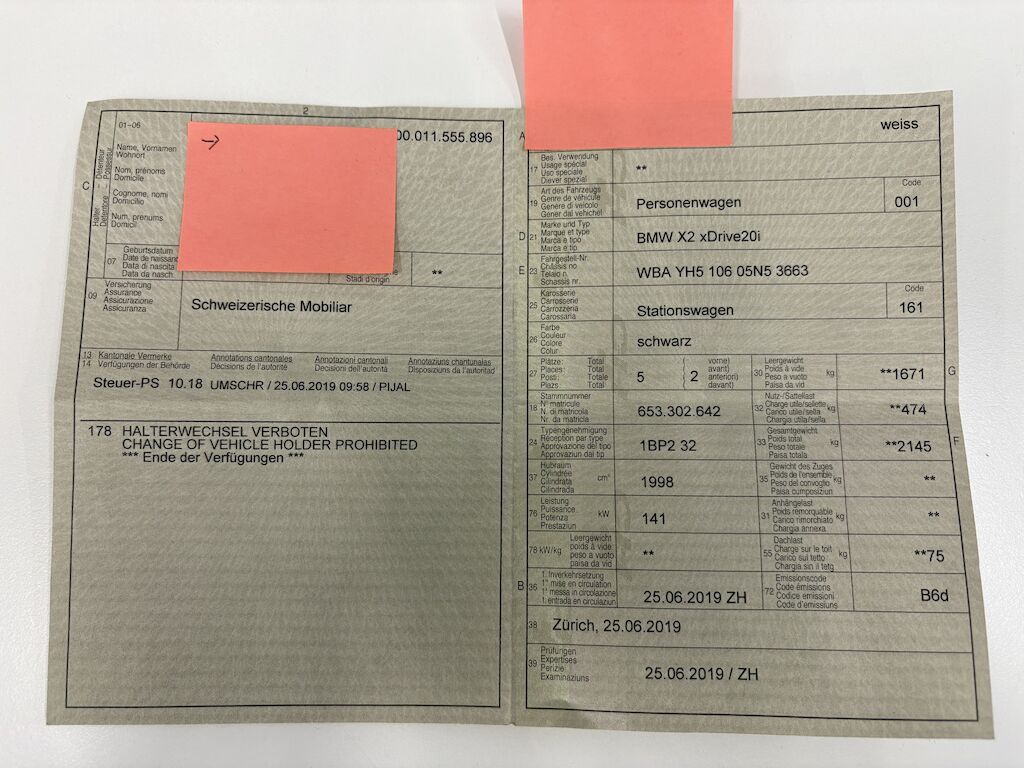 2
01-06
00.011.555.896
C
Halter - Détenteur
Detentore - Possessur
Name, Vornamen
Wohnort
Nom, prénoms
Domicile
Cognome, nomi
Domicilio
Num, prenums
Domicil
07
Geburtsdatum
Date de naissan
Data di nascita
Data da nasch.
Stadi d'origin
**
09
Versicherung
Assurance
Assicurazione
Assicuranza
Schweizerische Mobiliar
13 Kantonale Vermerke
14 Verfügungen der Behörde
Annotations cantonales
Décisions de l'autorité
Annotazioni cantonali
Decisioni dell'autorità
Annotaziuns chantunalas
Disposiziuns da l'autoritad
Steuer-PS 10.18 UMSCHR / 25.06.2019 09:58 / PIJAL
178 HALTERWECHSEL VERBOTEN
CHANGE OF VEHICLE HOLDER PROHIBITED
*** Ende der Verfügungen ***
A
weiss
17
Bes. Verwendung
Usage spécial
Uso speciale
Diever spezial
**
19
Art des Fahrzeugs
Genre de véhicule
Genere di veicolo
Gener dal vehichel
Personenwagen
Code
001
D 21
Marke und Typ
Marque et type
Marca e tipo
Marca e tip
BMW X2 xDrive20i
E 23
Fahrgestell-Nr.
Châssis no
Telaio n.
Schassis nr.
WBA YH5 106 05N5 3663
25
Karosserie
Carrosserie
Carrozzeria
Carossaria
Stationswagen
Code
161
26
Farbe
Couleur
Colore
Colur
schwarz
27
Plätze: Total
Places: Total
Posti: Totale
Plazs: Total
5 ( 2
vorne)
avant)
anteriori)
davant)
30
Leergewicht
Poids à vide
Peso a vuoto
Paisa da vid
kg
**1671
G
18
Stammnummer
N° matricule
N. di matricola
Nr. da matricla
653.302.642
32
Nutz-/Sattellast
Charge utile/sellette
Carico utile/sella
Chargia utila/sella
kg
**474
24
Typengenehmigung
Réception par type
Approvazione del tipo
Approvaziun dal tip
1BP2 32
33
Gesamtgewicht
Poids total
Peso totale
Paisa totala
kg
**2145
F
37
Hubraum
Cylindrée
Cilindrata
Cilindrada
cm³
1998
35
Gewicht des Zuges
Poids de l'ensemble
Peso del convoglio
Paisa cumposiziun
kg
**
76
Leistung
Puissance
Potenza
Prestaziun
kW
141
31
Anhängelast
Poids remorquable
Carico rimorchiato
Chargia annexa
kg
**
78 kW/kg
Leergewicht
poids à vide
peso a vuoto
paisa da vid
**
55
Dachlast
Charge sur le toit
Carico sul tetto
Chargia sin il tetg
kg
**75
B 36
1. Inverkehrsetzung
1re mise en circulation
1a messa in circolazione
1. entrada en circulaziun
25.06.2019 ZH
72
Emissionscode
Code émissions
Codice emissioni
Code d'emissiuns
B6d
38 Zürich, 25.06.2019
39
Prüfungen
Expertises
Perizie
Examinaziuns
25.06.2019 / ZH